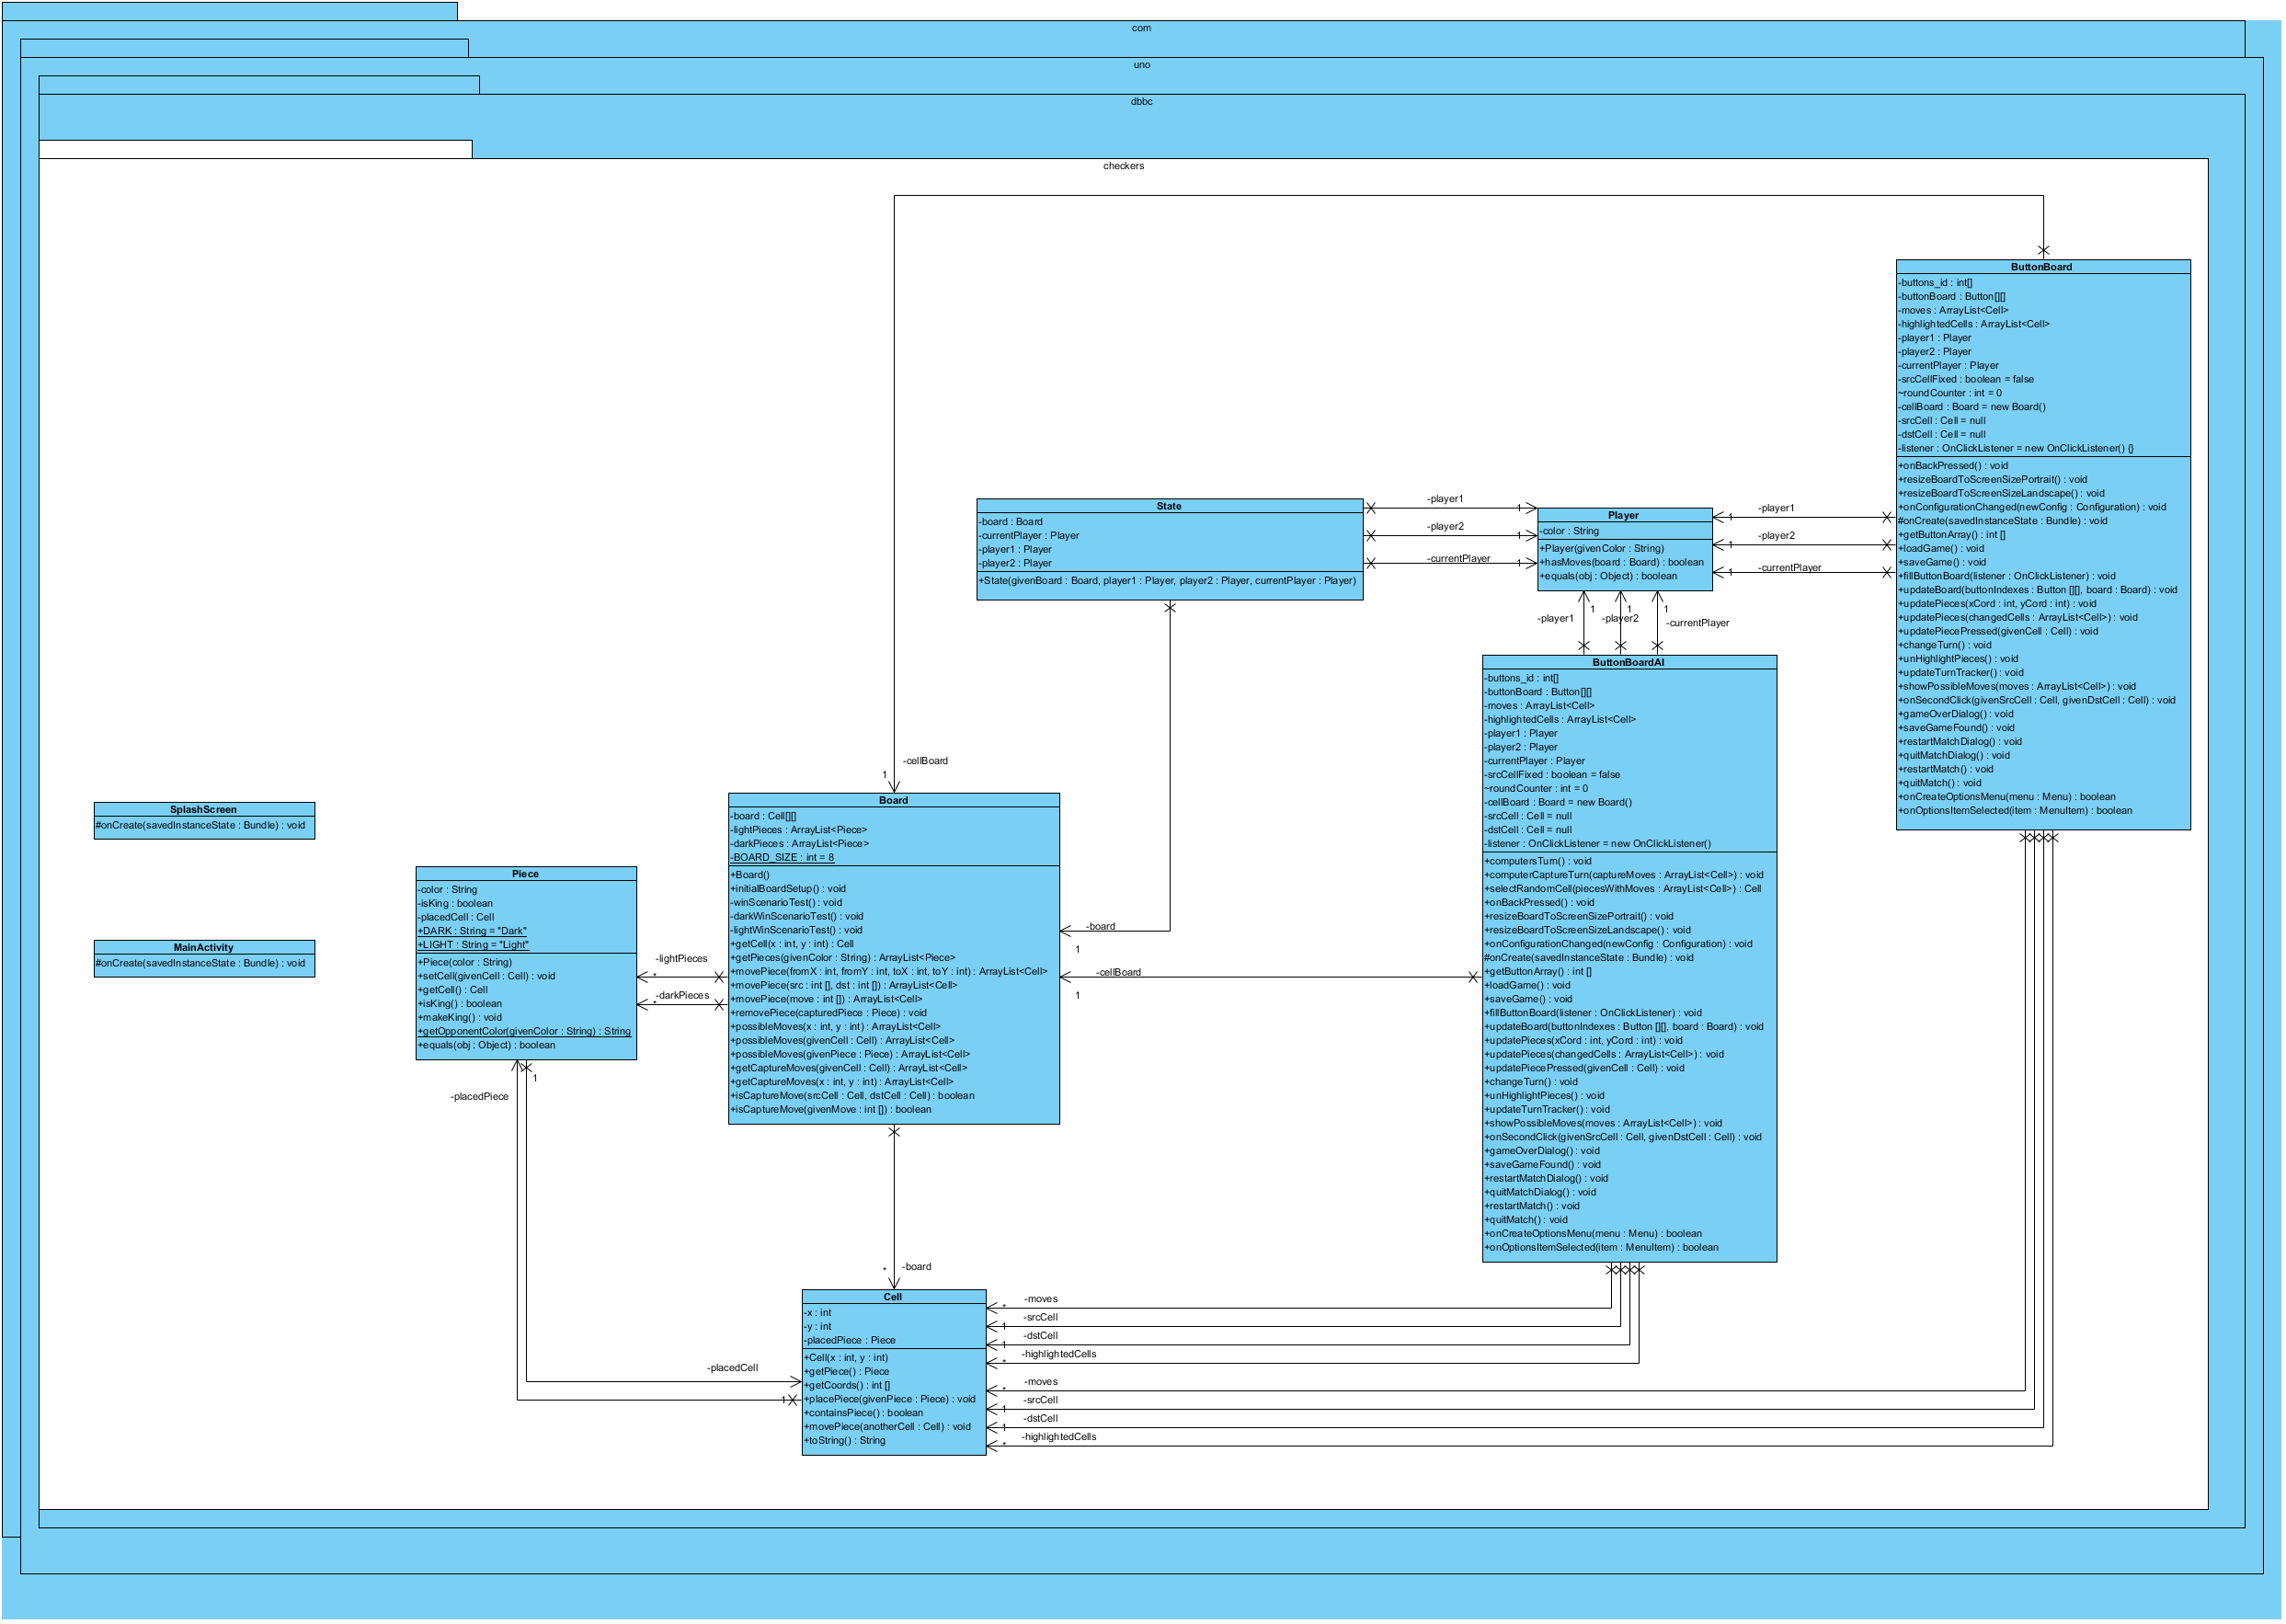 com
uno
dbbc
checkers
ButtonBoard
-buttons_id : int[]
-buttonBoard : Button[][]
-moves : ArrayList<Cell>
-highlightedCells : ArrayList<Cell>
-player1 : Player
-player2 : Player
-currentPlayer : Player
-srcCellFixed : boolean = false
~roundCounter : int = 0
-cellBoard : Board = new Board()
-srcCell : Cell = null
-dstCell : Cell = null
-listener : OnClickListener = new OnClickListener() {}
+onBackPressed() : void
+resizeBoardToScreenSizePortrait() : void
+resizeBoardToScreenSizeLandscape() : void
+onConfigurationChanged(newConfig : Configuration) : void
#onCreate(savedInstanceState : Bundle) : void
+getButtonArray() : int []
+loadGame() : void
+saveGame() : void
+fillButtonBoard(listener : OnClickListener) : void
+updateBoard(buttonIndexes : Button [][], board : Board) : void
+updatePieces(xCord : int, yCord : int) : void
+updatePieces(changedCells : ArrayList<Cell>) : void
+updatePiecePressed(givenCell : Cell) : void
+changeTurn() : void
+unHighlightPieces() : void
+updateTurnTracker() : void
+showPossibleMoves(moves : ArrayList<Cell>) : void
+onSecondClick(givenSrcCell : Cell, givenDstCell : Cell) : void
+gameOverDialog() : void
+saveGameFound() : void
+restartMatchDialog() : void
+quitMatchDialog() : void
+restartMatch() : void
+quitMatch() : void
+onCreateOptionsMenu(menu : Menu) : boolean
+onOptionsItemSelected(item : MenuItem) : boolean
State
-board : Board
-currentPlayer : Player
-player1 : Player
-player2 : Player
+State(givenBoard : Board, player1 : Player, player2 : Player, currentPlayer : Player)
-player1
1
-player2
1
-currentPlayer
1
Player
-color : String
+Player(givenColor : String)
+hasMoves(board : Board) : boolean
+equals(obj : Object) : boolean
-player1
1
-player2
1
-currentPlayer
1
1
1
1
-player1
-player2
-currentPlayer
ButtonBoardAI
-buttons_id : int[]
-buttonBoard : Button[][]
-moves : ArrayList<Cell>
-highlightedCells : ArrayList<Cell>
-player1 : Player
-player2 : Player
-currentPlayer : Player
-srcCellFixed : boolean = false
~roundCounter : int = 0
-cellBoard : Board = new Board()
-srcCell : Cell = null
-dstCell : Cell = null
-listener : OnClickListener = new OnClickListener()
+computersTurn() : void
+computerCaptureTurn(captureMoves : ArrayList<Cell>) : void
+selectRandomCell(piecesWithMoves : ArrayList<Cell>) : Cell
+onBackPressed() : void
+resizeBoardToScreenSizePortrait() : void
+resizeBoardToScreenSizeLandscape() : void
+onConfigurationChanged(newConfig : Configuration) : void
#onCreate(savedInstanceState : Bundle) : void
+getButtonArray() : int []
+loadGame() : void
+saveGame() : void
+fillButtonBoard(listener : OnClickListener) : void
+updateBoard(buttonIndexes : Button [][], board : Board) : void
+updatePieces(xCord : int, yCord : int) : void
+updatePieces(changedCells : ArrayList<Cell>) : void
+updatePiecePressed(givenCell : Cell) : void
+changeTurn() : void
+unHighlightPieces() : void
+updateTurnTracker() : void
+showPossibleMoves(moves : ArrayList<Cell>) : void
+onSecondClick(givenSrcCell : Cell, givenDstCell : Cell) : void
+gameOverDialog() : void
+saveGameFound() : void
+restartMatchDialog() : void
+quitMatchDialog() : void
+restartMatch() : void
+quitMatch() : void
+onCreateOptionsMenu(menu : Menu) : boolean
+onOptionsItemSelected(item : MenuItem) : boolean
-cellBoard
1
Board
-board : Cell[][]
-lightPieces : ArrayList<Piece>
-darkPieces : ArrayList<Piece>
-BOARD_SIZE : int = 8
+Board()
+initialBoardSetup() : void
-winScenarioTest() : void
-darkWinScenarioTest() : void
-lightWinScenarioTest() : void
+getCell(x : int, y : int) : Cell
+getPieces(givenColor : String) : ArrayList<Piece>
+movePiece(fromX : int, fromY : int, toX : int, toY : int) : ArrayList<Cell>
+movePiece(src : int [], dst : int []) : ArrayList<Cell>
+movePiece(move : int []) : ArrayList<Cell>
+removePiece(capturedPiece : Piece) : void
+possibleMoves(x : int, y : int) : ArrayList<Cell>
+possibleMoves(givenCell : Cell) : ArrayList<Cell>
+possibleMoves(givenPiece : Piece) : ArrayList<Cell>
+getCaptureMoves(givenCell : Cell) : ArrayList<Cell>
+getCaptureMoves(x : int, y : int) : ArrayList<Cell>
+isCaptureMove(srcCell : Cell, dstCell : Cell) : boolean
+isCaptureMove(givenMove : int []) : boolean
-board
1
-cellBoard
1
SplashScreen
#onCreate(savedInstanceState : Bundle) : void
MainActivity
#onCreate(savedInstanceState : Bundle) : void
Piece
-color : String
-isKing : boolean
-placedCell : Cell
+DARK : String = "Dark"
+LIGHT : String = "Light"
+Piece(color : String)
+setCell(givenCell : Cell) : void
+getCell() : Cell
+isKing() : boolean
+makeKing() : void
+getOpponentColor(givenColor : String) : String
+equals(obj : Object) : boolean
-lightPieces
*
-darkPieces
*
1
-placedPiece
-placedCell
1
*
-board
Cell
-x : int
-y : int
-placedPiece : Piece
+Cell(x : int, y : int)
+getPiece() : Piece
+getCoords() : int []
+placePiece(givenPiece : Piece) : void
+containsPiece() : boolean
+movePiece(anotherCell : Cell) : void
+toString() : String
-moves
*
-srcCell
1
-dstCell
1
-highlightedCells
*
-moves
*
-srcCell
1
-dstCell
1
-highlightedCells
*